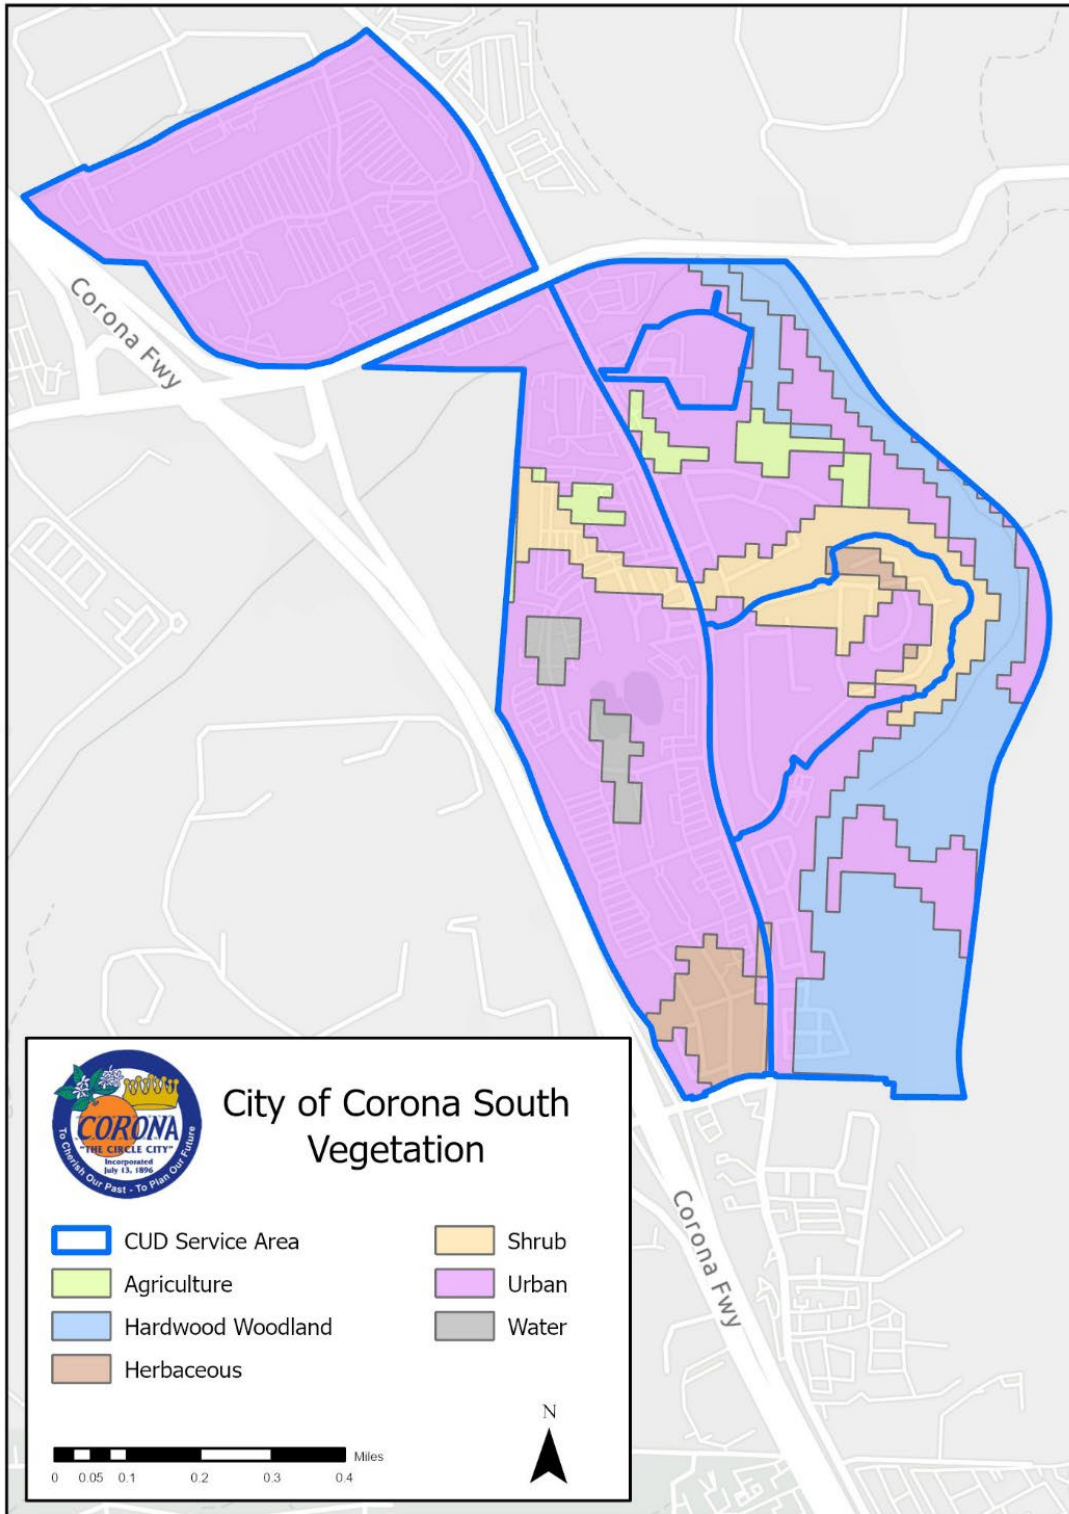 Corona Fwy
Corona Fwy
CORONA
"THE CIRCLE CITY"
Incorporated
July 13, 1896
To Cherish Our Past - To Plan Our Future
City of Corona South
Vegetation
CUD Service Area
Agriculture
Hardwood Woodland
Herbaceous
Shrub
Urban
Water
N
Miles
0 0.05 0.1 0.2 0.3 0.4